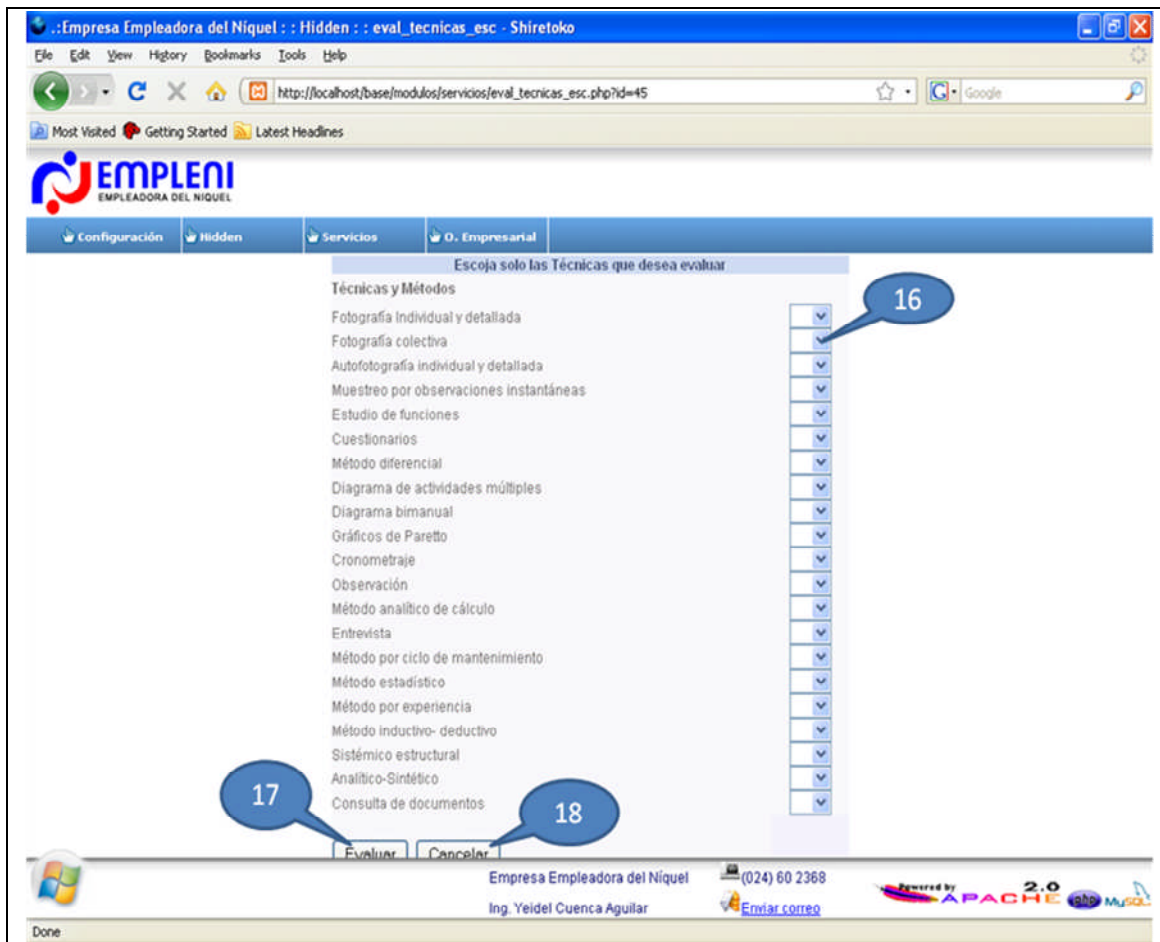 .:Empresa Empleadora del Níquel : : Hidden : : eval_tecnicas_esc - Shiretoko
File Edit View History Bookmarks Tools Help
http://localhost/base/modulos/servicios/eval_tecnicas_esc.php?id=45
G Google
Most Visited Getting Started Latest Headlines
EMPLENI
EMPLEADORA DEL NIQUEL
Configuración Hidden Servicios O. Empresarial
Escoja solo las Técnicas que desea evaluar
Técnicas y Métodos
16
Fotografía Individual y detallada
Fotografía colectiva
Autofotografía individual y detallada
Muestreo por observaciones instantáneas
Estudio de funciones
Cuestionarios
Método diferencial
Diagrama de actividades múltiples
Diagrama bimanual
Gráficos de Paretto
Cronometraje
Observación
Método analítico de cálculo
Entrevista
Método por ciclo de mantenimiento
Método estadístico
Método por experiencia
Método inductivo- deductivo
Sistémico estructural
Analítico-Sintético
17
Consulta de documentos
18
Evaluar Cancelar
Empresa Empleadora del Níquel (024) 60 2368
Powered by APACHE 2.0 php MySQL
Ing. Yeidel Cuenca Aguilar Enviar correo
Done